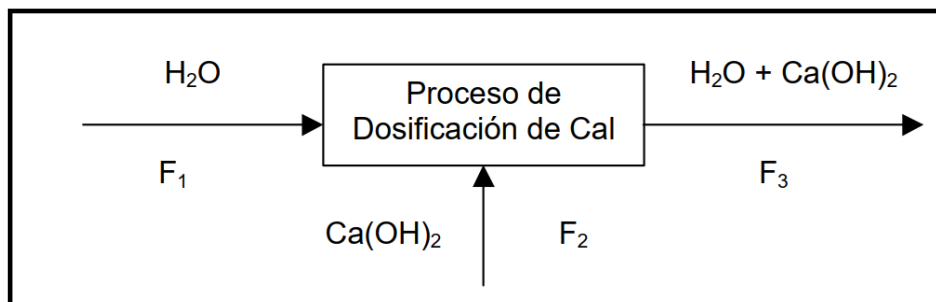 H₂O
Proceso de
Dosificación de Cal
H₂O + Ca(OH)₂
F₁
F₃
Ca(OH)₂
F₂